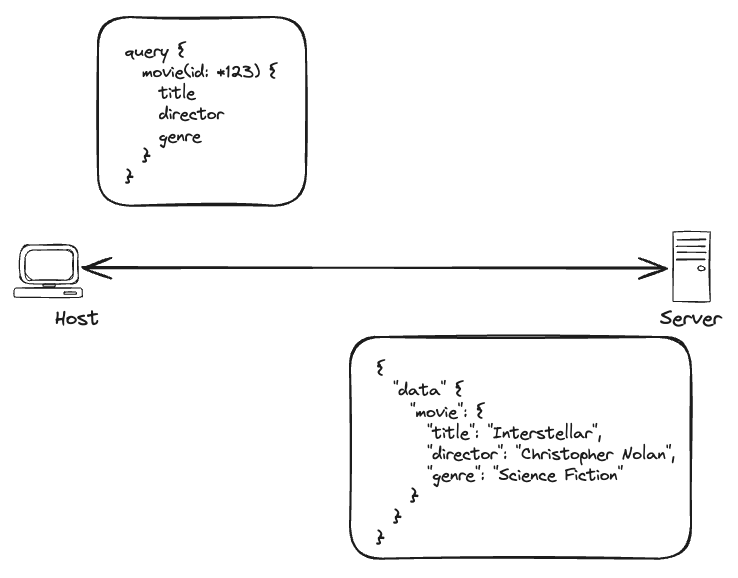 query {
movie(id: *123) {
title
director
genre
}
}
Host
Server
{
"data" {
"movie": {
"title": "Interstellar",
"director": "Christopher Nolan",
"genre": "Science Fiction"
}
}
}